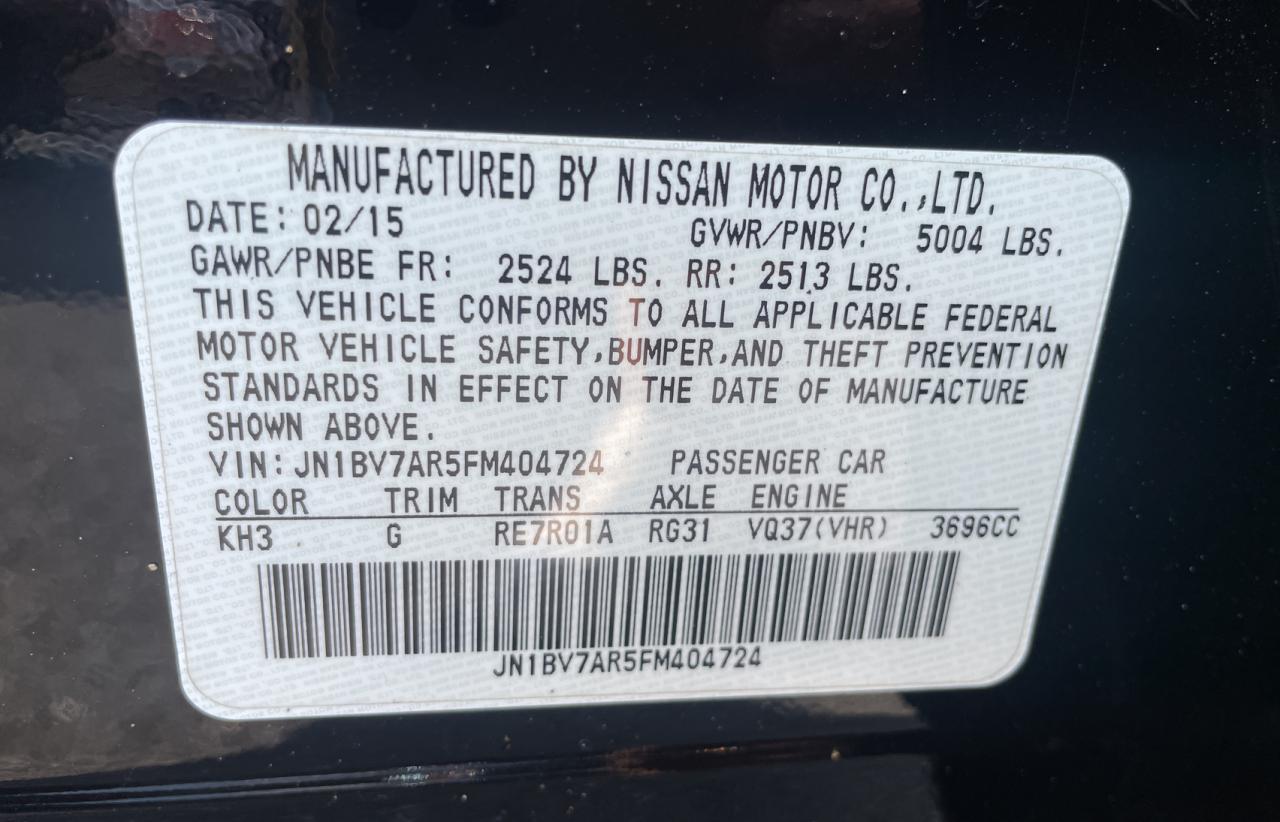 MANUFACTURED BY NISSAN MOTOR CO.,LTD.
DATE: 02/15 GVWR/PNBV: 5004 LBS.
GAWR/PNBE FR: 2524 LBS. RR: 2513 LBS.
THIS VEHICLE CONFORMS TO ALL APPLICABLE FEDERAL
MOTOR VEHICLE SAFETY,BUMPER,AND THEFT PREVENTION
STANDARDS IN EFFECT ON THE DATE OF MANUFACTURE
SHOWN ABOVE.
VIN:JN1BV7AR5FM404724 PASSENGER CAR
COLOR TRIM TRANS AXLE ENGINE
KH3 G RE7R01A RG31 VQ37(VHR) 3696CC
JN1BV7AR5FM404724